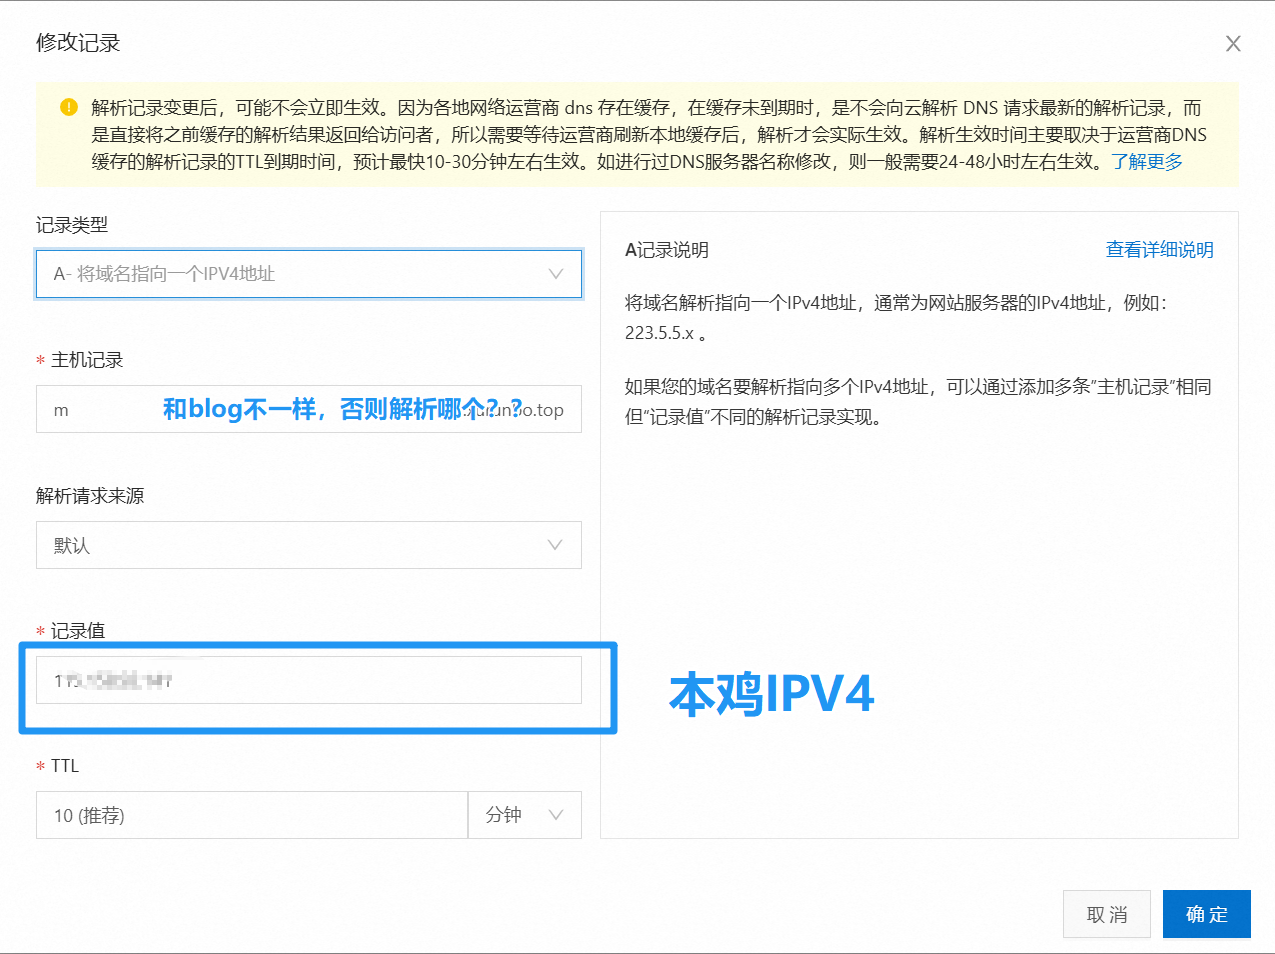 修改记录
解析记录变更后，可能不会立即生效。因为各地网络运营商 dns 存在缓存，在缓存未到期时，是不会向云解析 DNS 请求最新的解析记录，而
是直接将之前缓存的解析结果返回给访问者，所以需要等待运营商刷新本地缓存后，解析才会实际生效。解析生效时间主要取决于运营商DNS
缓存的解析记录的TTL到期时间，预计最快10-30分钟左右生效。如进行过DNS服务器名称修改，则一般需要24-48小时左右生效。了解更多
记录类型
A- 将域名指向一个IPV4地址
* 主机记录
m
和blog不一样，否则解析哪个？？
.top
解析请求来源
默认
* 记录值
* TTL
10 (推荐)
分钟
A记录说明
查看详细说明
将域名解析指向一个IPv4地址，通常为网站服务器的IPv4地址，例如：
223.5.5.x 。
如果您的域名要解析指向多个IPv4地址，可以通过添加多条"主机记录"相同
但"记录值"不同的解析记录实现。
本鸡IPV4
取 消
确 定